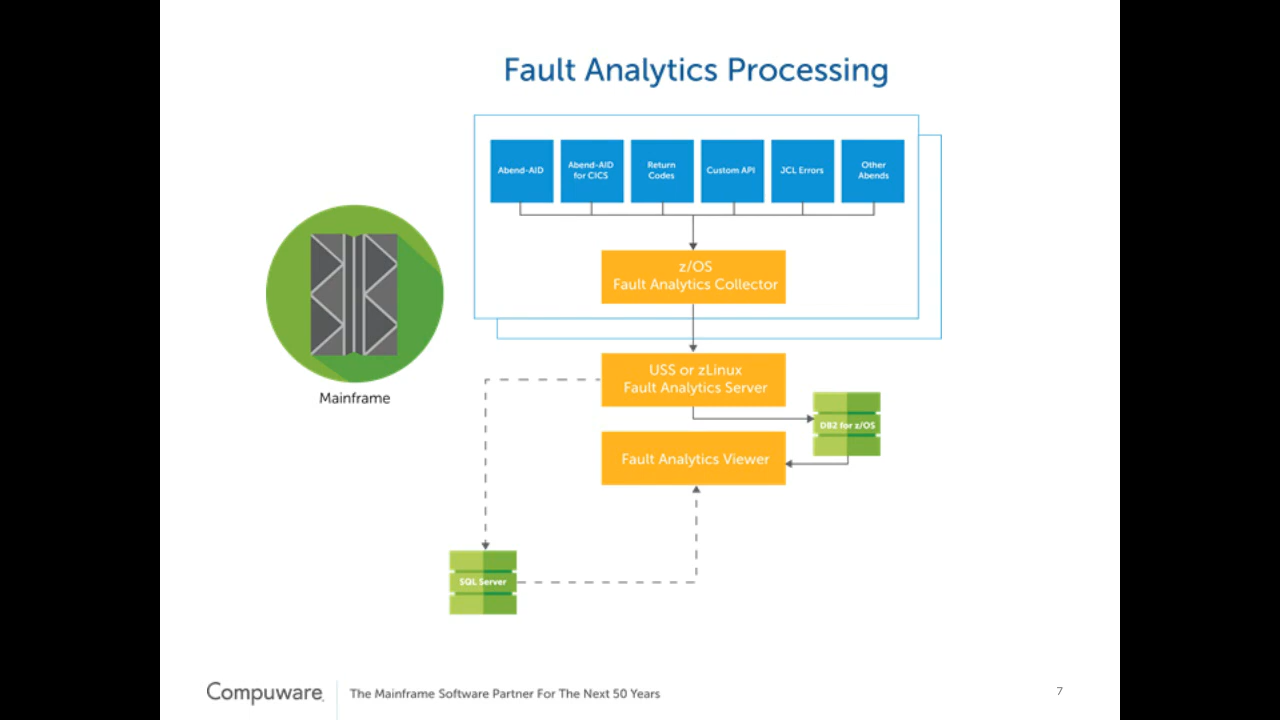 Fault Analytics Processing
Abend-AID
Abend-AID
for CICS
Return
Codes
Custom API
JCL Errors
Other
Abends
z/OS
Fault Analytics Collector
Mainframe
USS or zLinux
Fault Analytics Server
DB2 for z/OS
Fault Analytics Viewer
SQL Server
Compuware.
The Mainframe Software Partner For The Next 50 Years
7